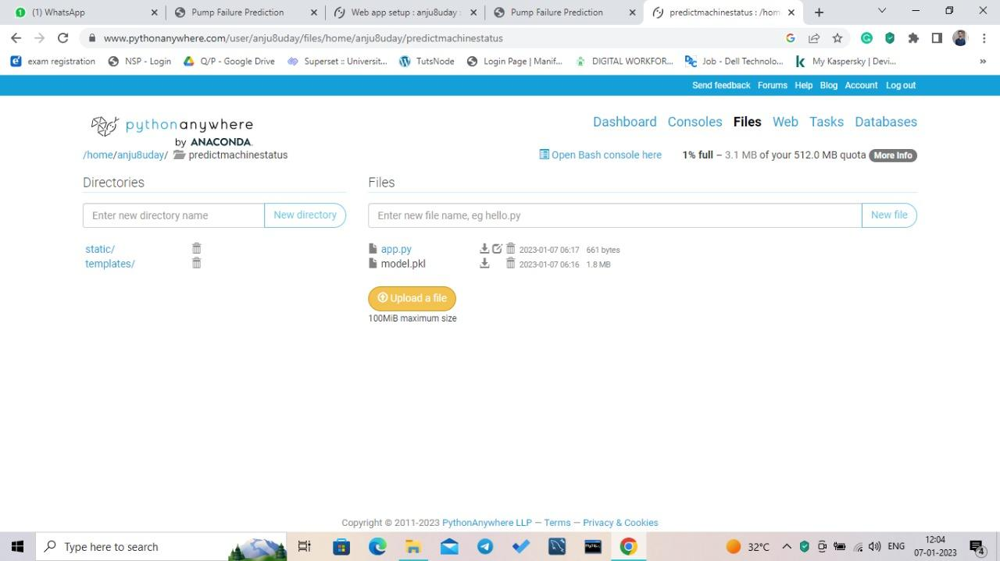 (1) WhatsApp
Pump Failure Prediction
Web app setup : anju8uday :
Pump Failure Prediction
predictmachinestatus : /hom
www.pythonanywhere.com/user/anju8uday/files/home/anju8uday/predictmachinestatus
exam registration
NSP - Login
Q/P - Google Drive
Superset :: Universit...
TutsNode
Login Page | Manif...
DIGITAL WORKFOR...
Job - Dell Technolo...
My Kaspersky | Devi...
Send feedback Forums Help Blog Account Log out
pythonanywhere
by ANACONDA.
Dashboard Consoles Files Web Tasks Databases
/home/anju8uday/ predictmachinestatus
Open Bash console here
1% full – 3.1 MB of your 512.0 MB quota More Info
Directories
Enter new directory name New directory
static/
templates/
Files
Enter new file name, eg hello.py New file
app.py 2023-01-07 06:17 661 bytes
model.pkl 2023-01-07 06:16 1.8 MB
Upload a file
100MiB maximum size
Copyright © 2011-2023 PythonAnywhere LLP — Terms — Privacy & Cookies
Type here to search
32°C
ENG
12:04
07-01-2023
4